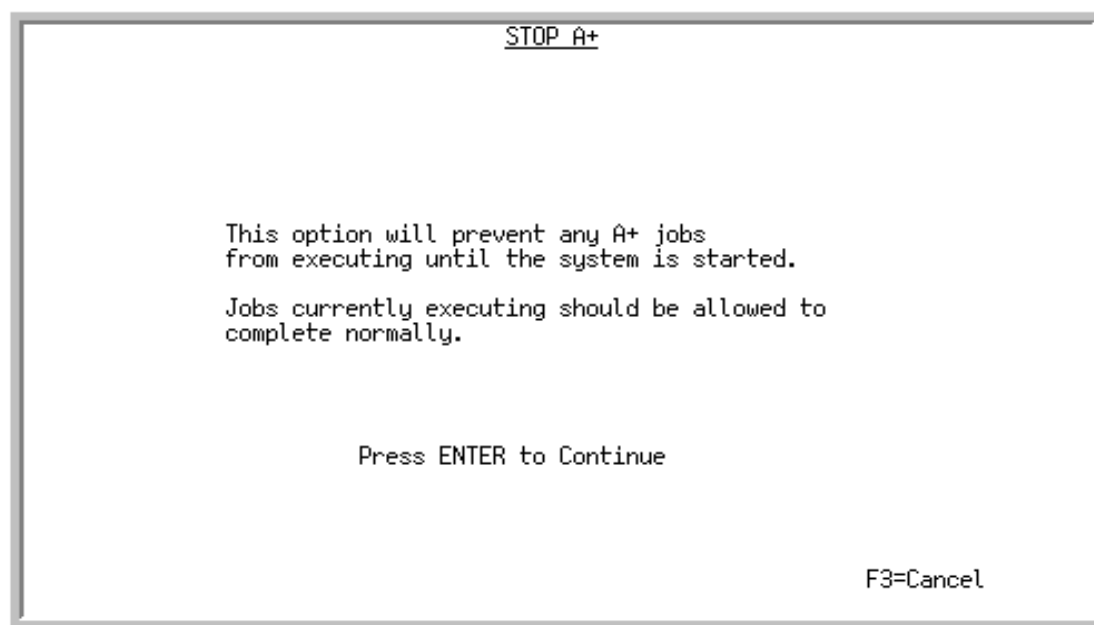 STOP A+
This option will prevent any A+ jobs
from executing until the system is started.
Jobs currently executing should be allowed to
complete normally.
Press ENTER to Continue
F3=Cancel